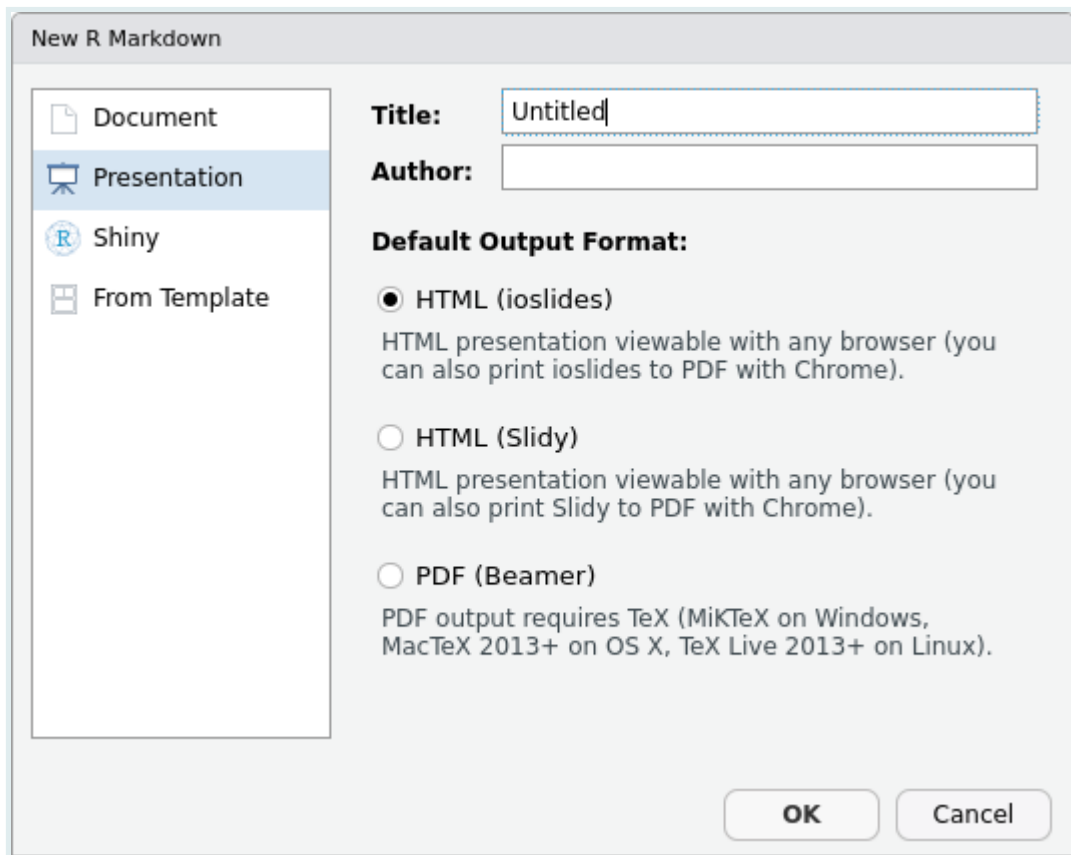 New R Markdown
Document
Presentation
Shiny
From Template
Title:
Untitled
Author:
Default Output Format:
HTML (ioslides)
HTML presentation viewable with any browser (you
can also print ioslides to PDF with Chrome).
HTML (Slidy)
HTML presentation viewable with any browser (you
can also print Slidy to PDF with Chrome).
PDF (Beamer)
PDF output requires TeX (MiKTeX on Windows,
MacTeX 2013+ on OS X, TeX Live 2013+ on Linux).
OK
Cancel